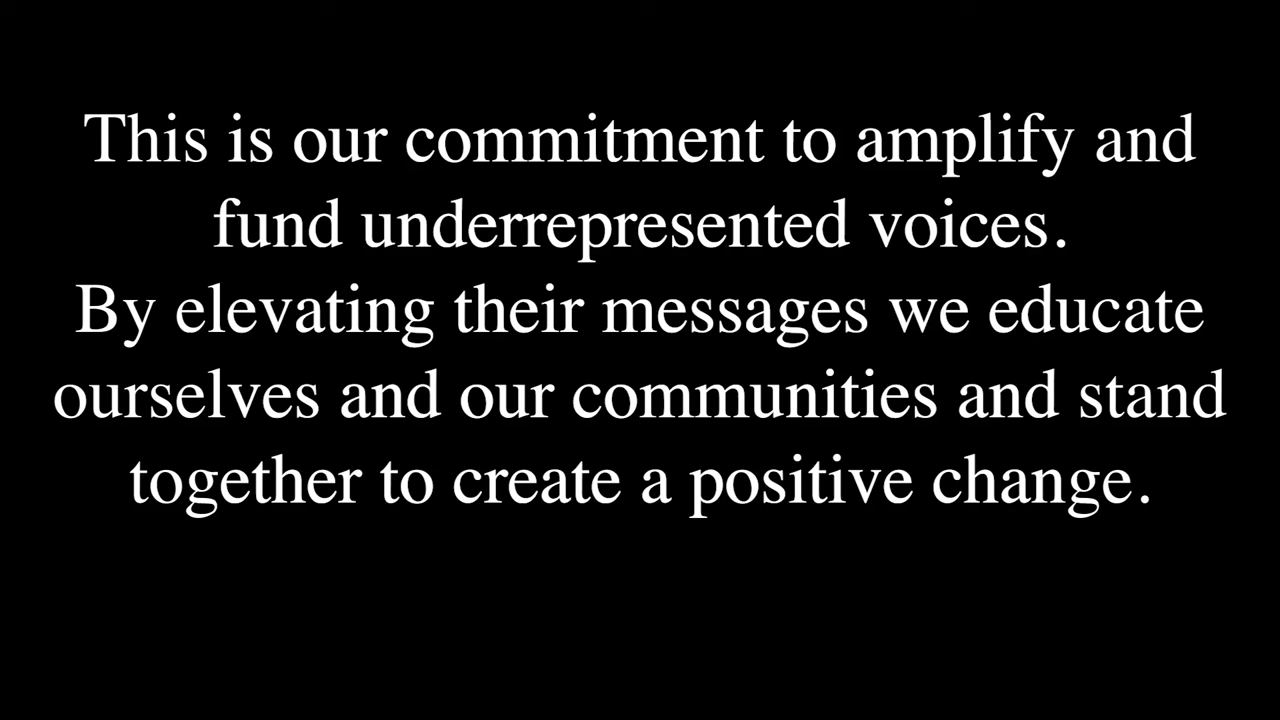 This is our commitment to amplify and
fund underrepresented voices.
By elevating their messages we educate
ourselves and our communities and stand
together to create a positive change.